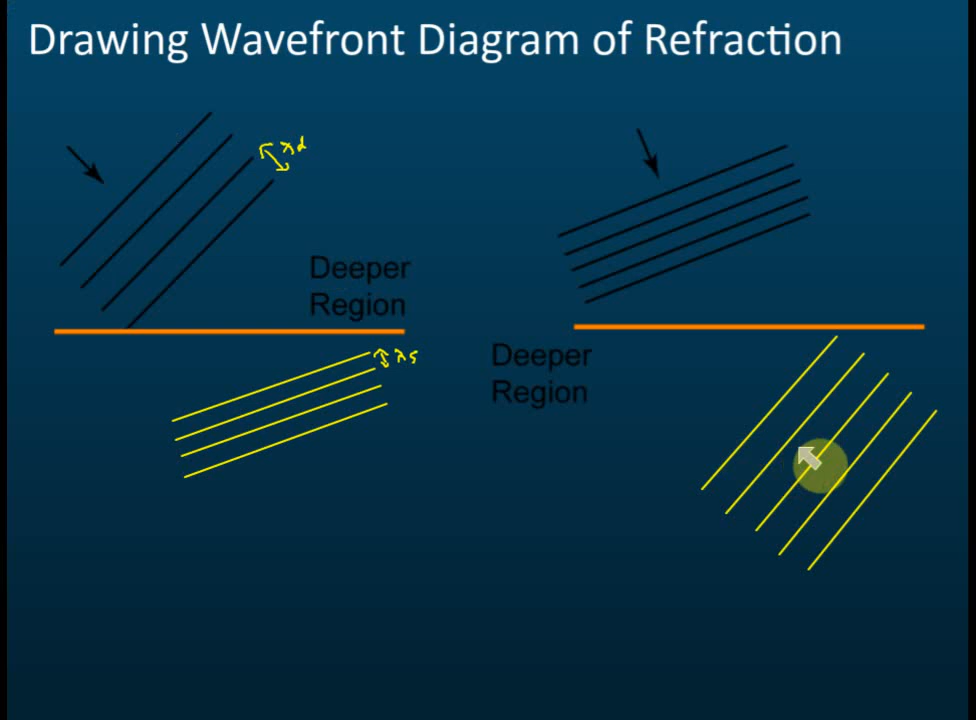 Drawing Wavefront Diagram of Refraction
λd
Deeper
Region
λs
Deeper
Region